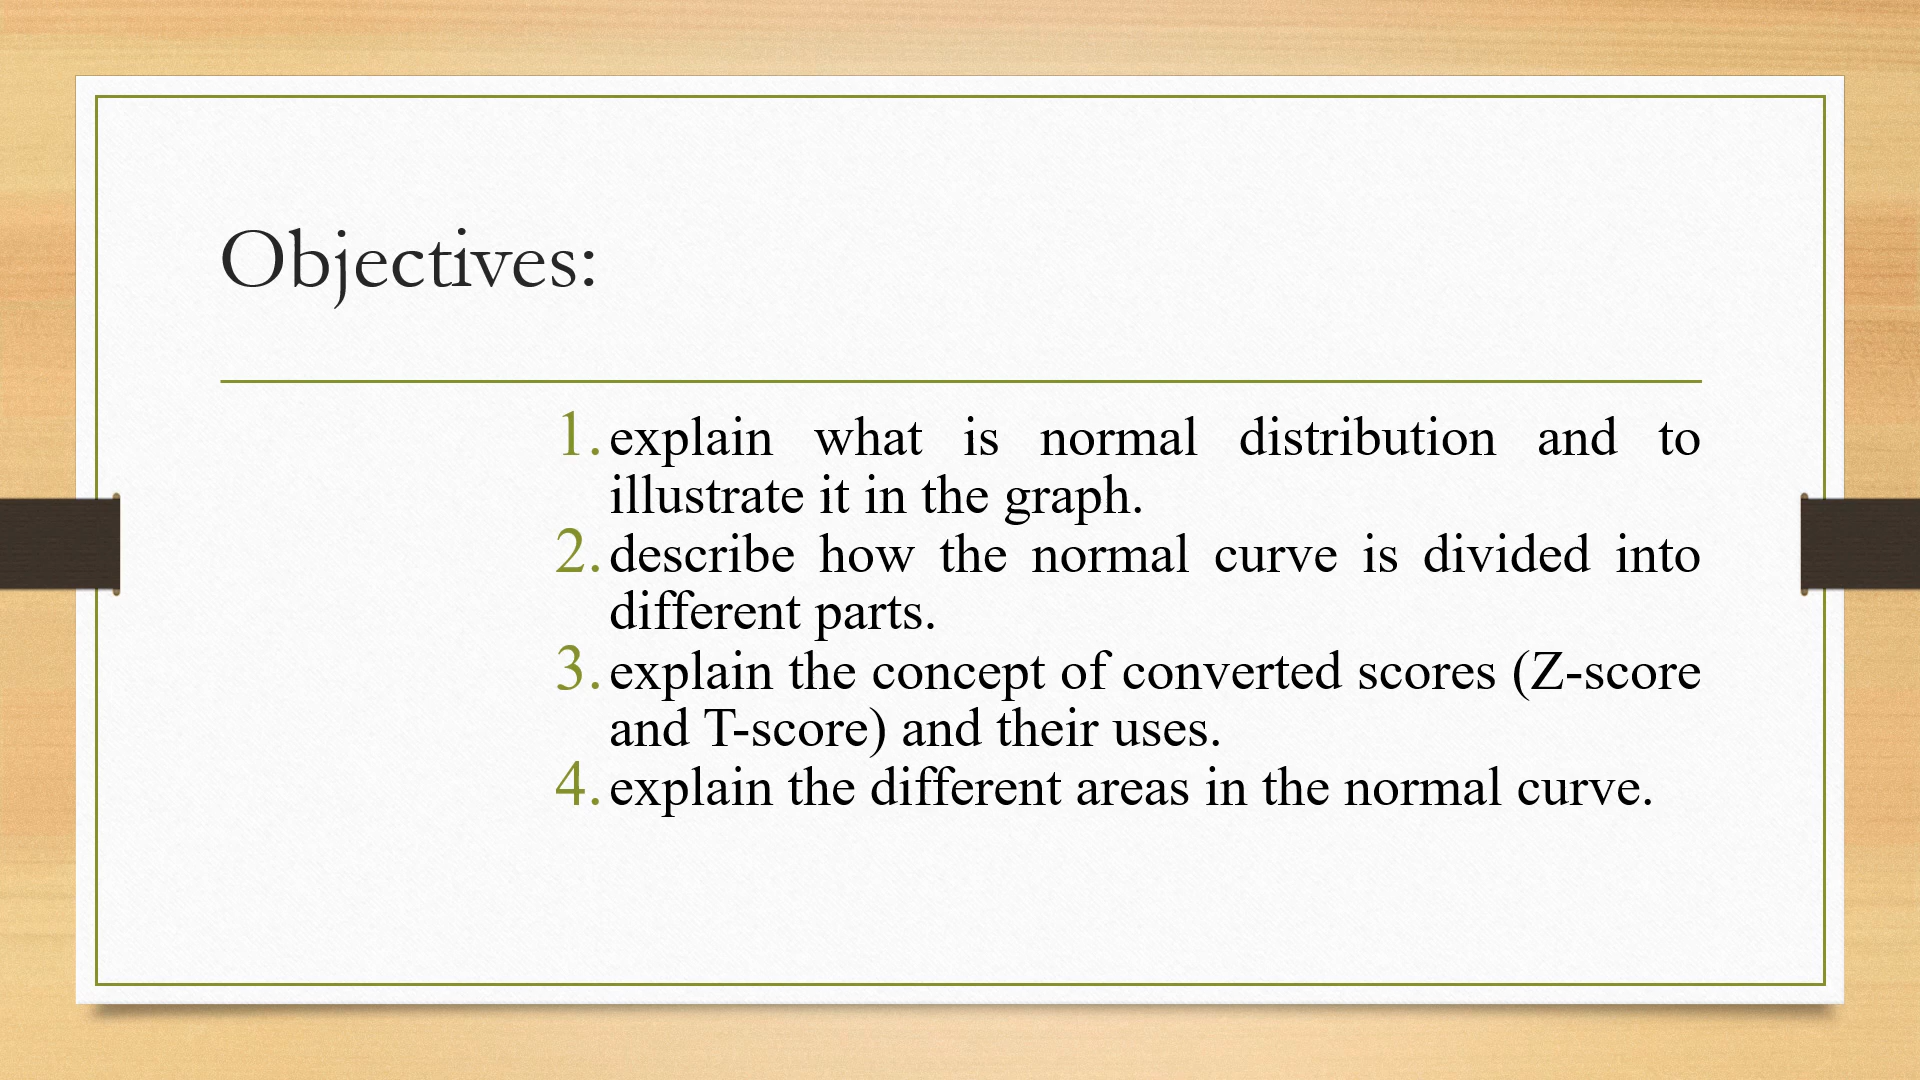 Objectives:
1. explain what is normal distribution and to
illustrate it in the graph.
2. describe how the normal curve is divided into
different parts.
3. explain the concept of converted scores (Z-score
and T-score) and their uses.
4. explain the different areas in the normal curve.